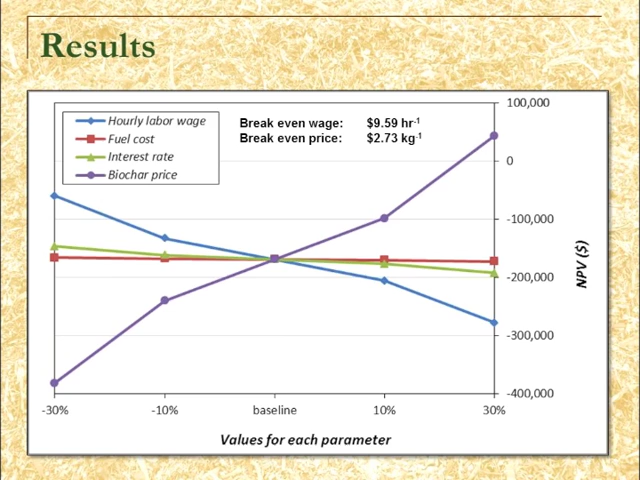 Results
Hourly labor wage
Fuel cost
Interest rate
Biochar price
Break even wage: $9.59 hr⁻¹
Break even price: $2.73 kg⁻¹
100,000
0
-100,000
-200,000
-300,000
-400,000
NPV ($)
-30%
-10%
baseline
10%
30%
Values for each parameter